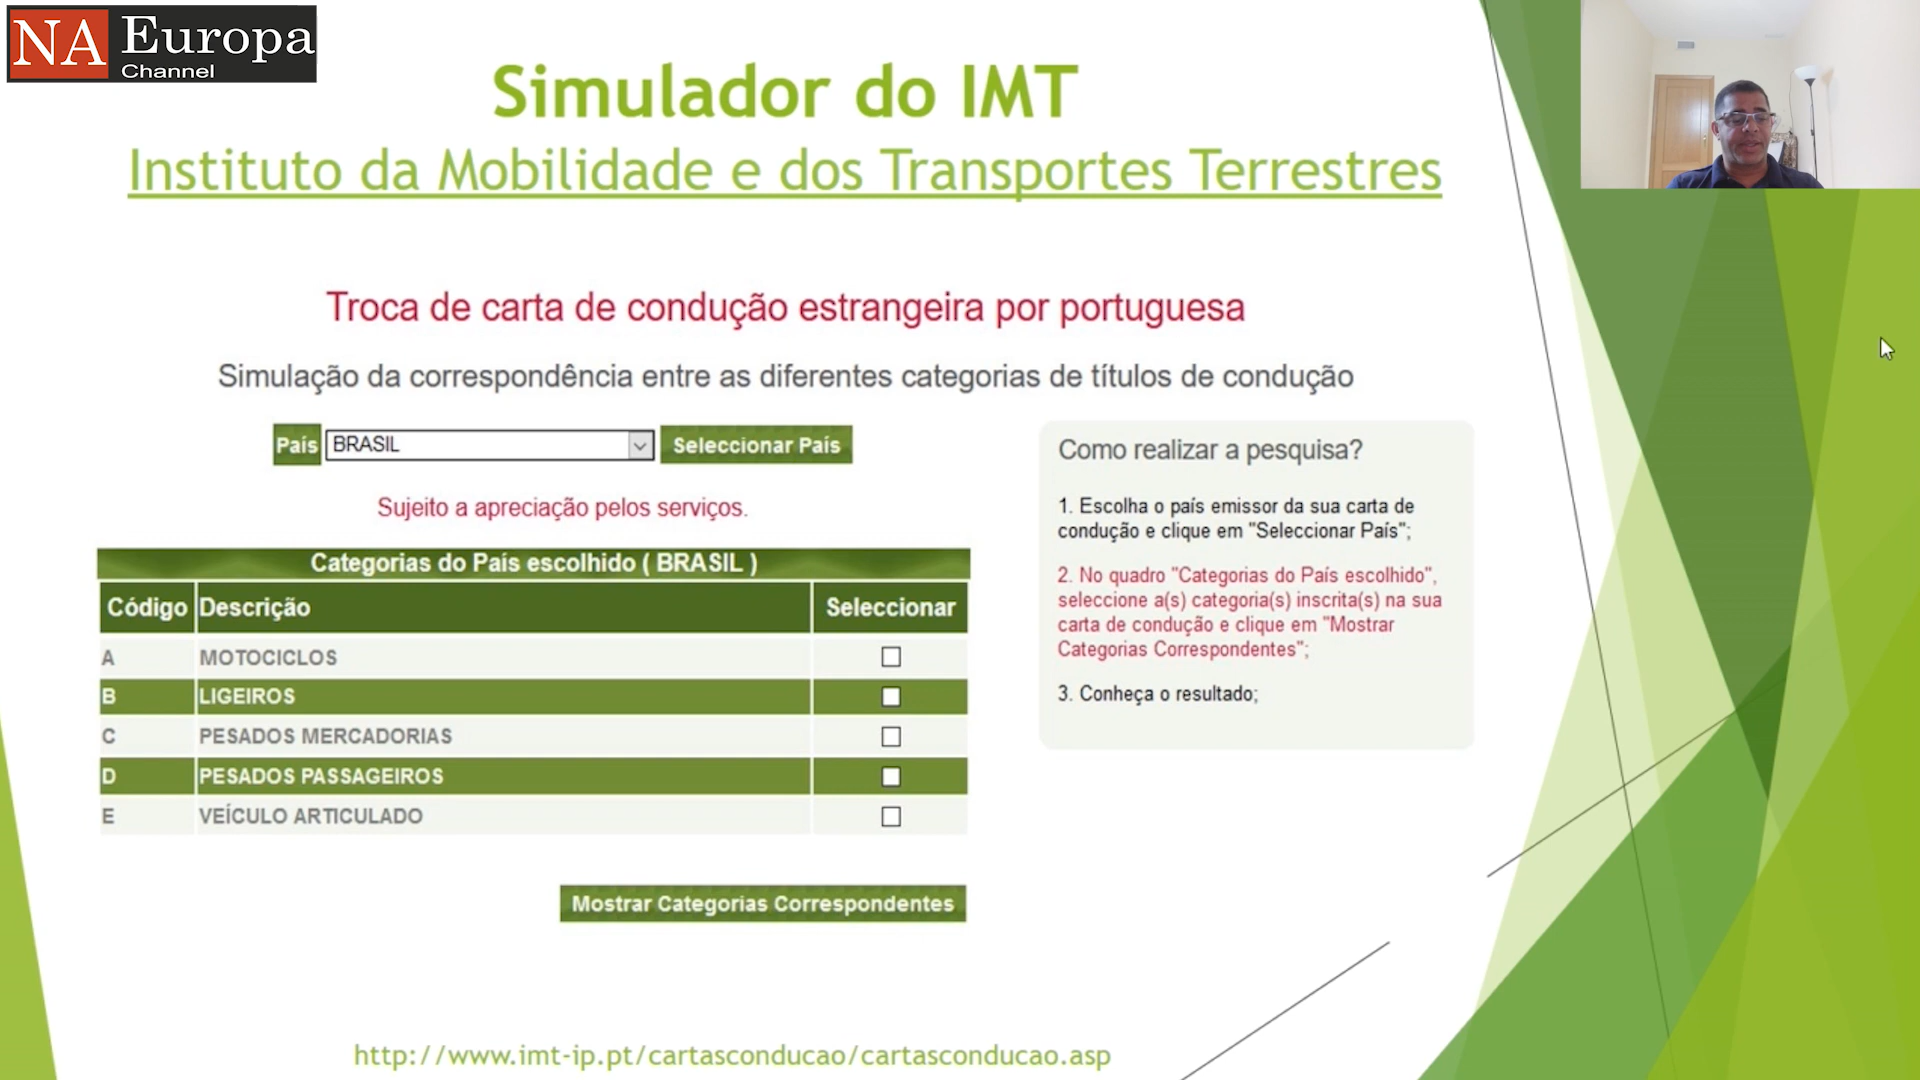 NA Europa
Channel
Simulador do IMT
Instituto da Mobilidade e dos Transportes Terrestres
Troca de carta de condução estrangeira por portuguesa
Simulação da correspondência entre as diferentes categorias de títulos de condução
País BRASIL Seleccionar País
Sujeito a apreciação pelos serviços.
Categorias do País escolhido ( BRASIL )
Código Descrição Seleccionar
A MOTOCICLOS
B LIGEIROS
C PESADOS MERCADORIAS
D PESADOS PASSAGEIROS
E VEÍCULO ARTICULADO
Mostrar Categorias Correspondentes
Como realizar a pesquisa?
1. Escolha o país emissor da sua carta de
condução e clique em "Seleccionar País";
2. No quadro "Categorias do País escolhido",
seleccione a(s) categoria(s) inscrita(s) na sua
carta de condução e clique em "Mostrar
Categorias Correspondentes";
3. Conheça o resultado;
http://www.imt-ip.pt/cartasconducao/cartasconducao.asp